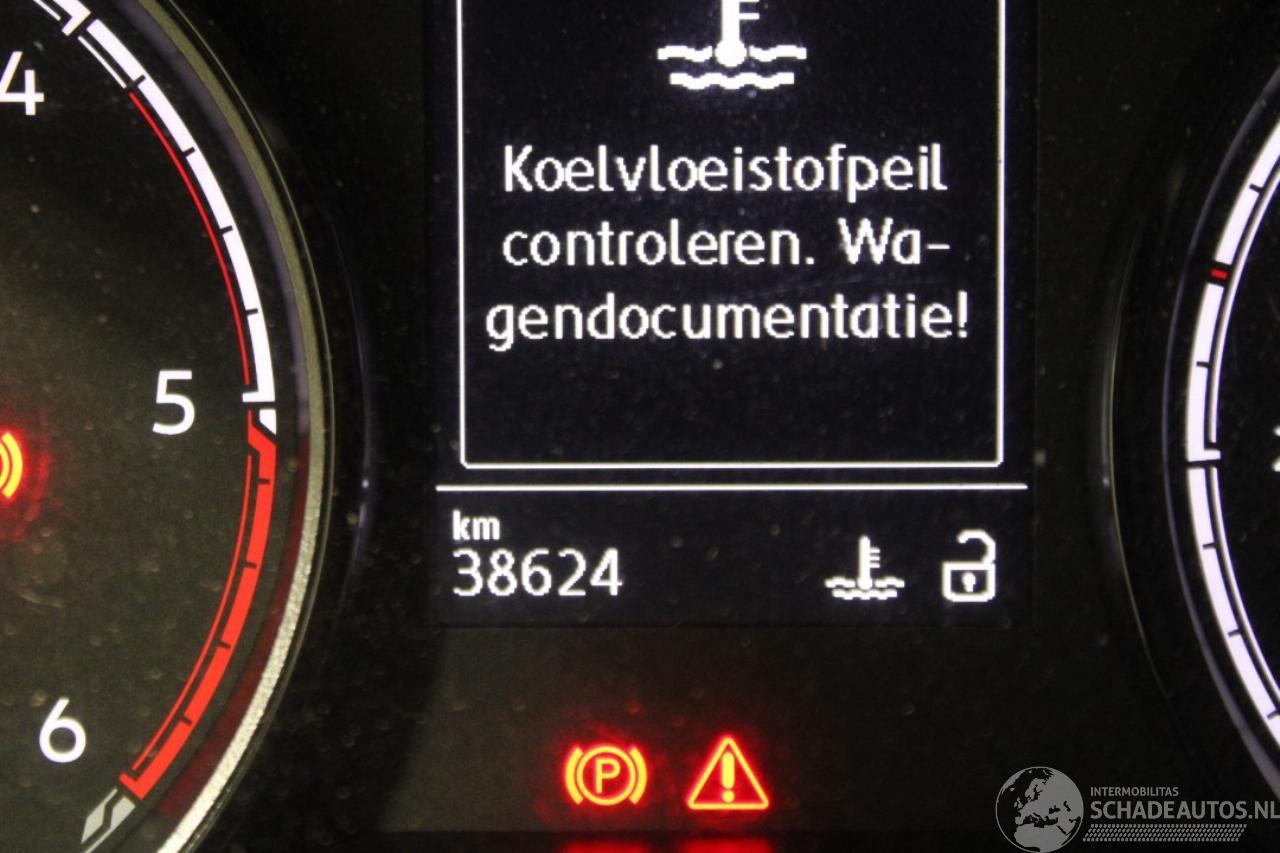 4
5
6
Koelvloeistofpeil
controleren. Wa-
gendocumentatie!
km
38624
P
INTERMOBILITAS
SCHADEAUTOS.NL